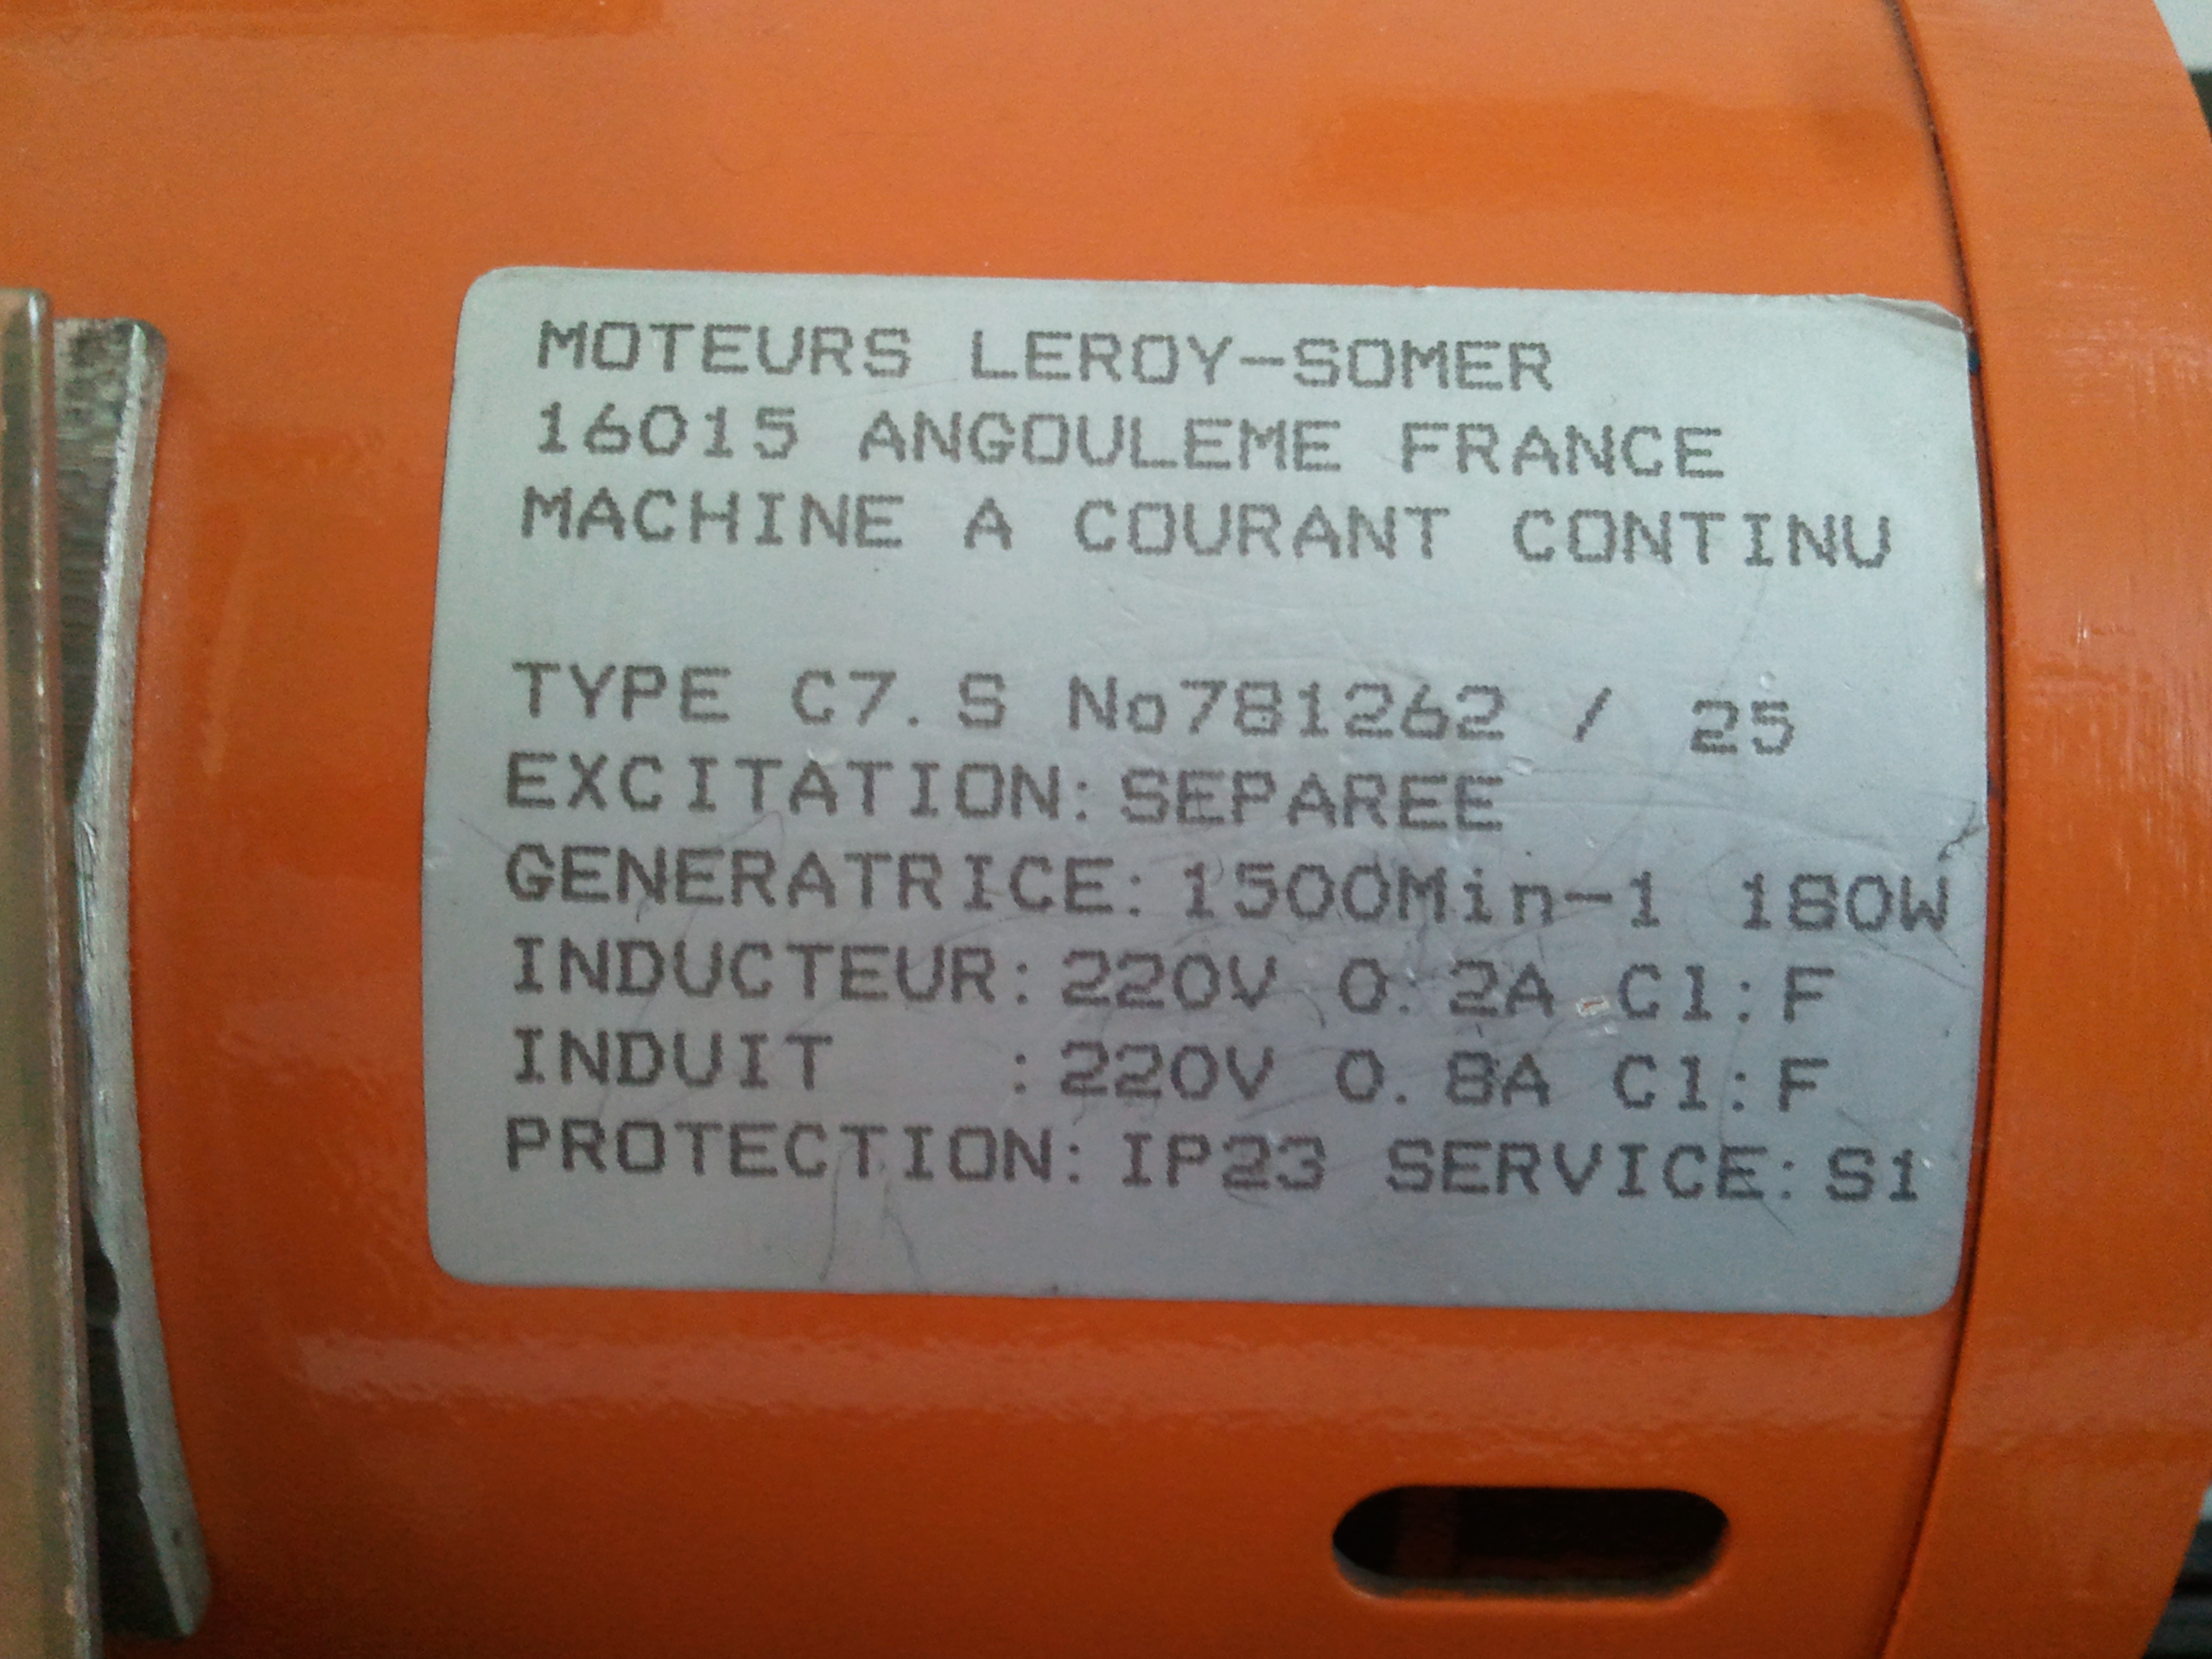 MOTEURS LEROY-SOMER
16015 ANGOULEME FRANCE
MACHINE A COURANT CONTINU
TYPE C7.S No781262 / 25
EXCITATION: SEPAREE
GENERATRICE: 1500Min-1 180W
INDUCTEUR: 220V 0.2A Cl: F
INDUIT : 220V 0.8A Cl: F
PROTECTION: IP23 SERVICE: S1